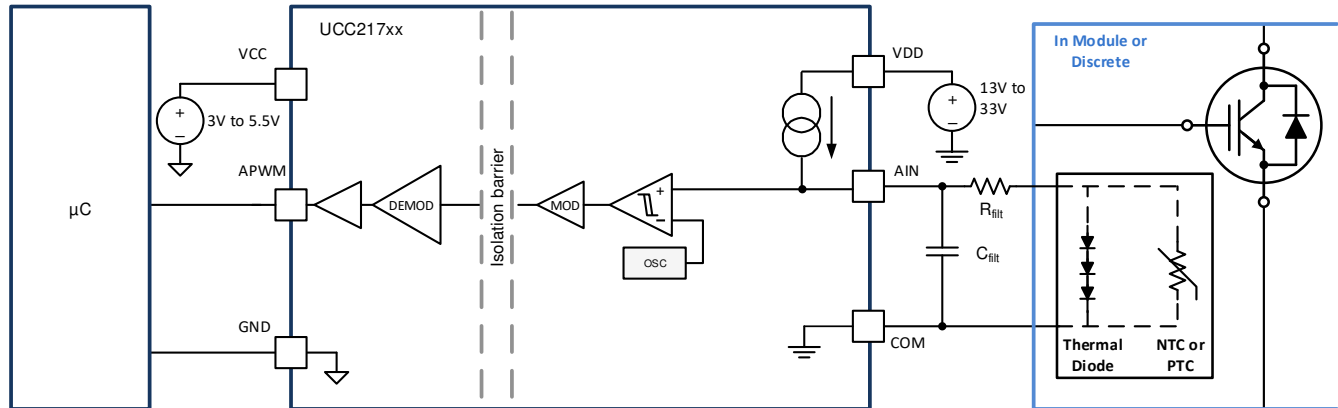 UCC217xx
In Module or
Discrete
VCC
VDD
+
–
3V to 5.5V
13V to
33V
+
–
APWM
AIN
µC
DEMOD
Isolation barrier
MOD
+
–
OSC
Rfilt
Cfilt
GND
COM
Thermal
Diode
NTC or
PTC